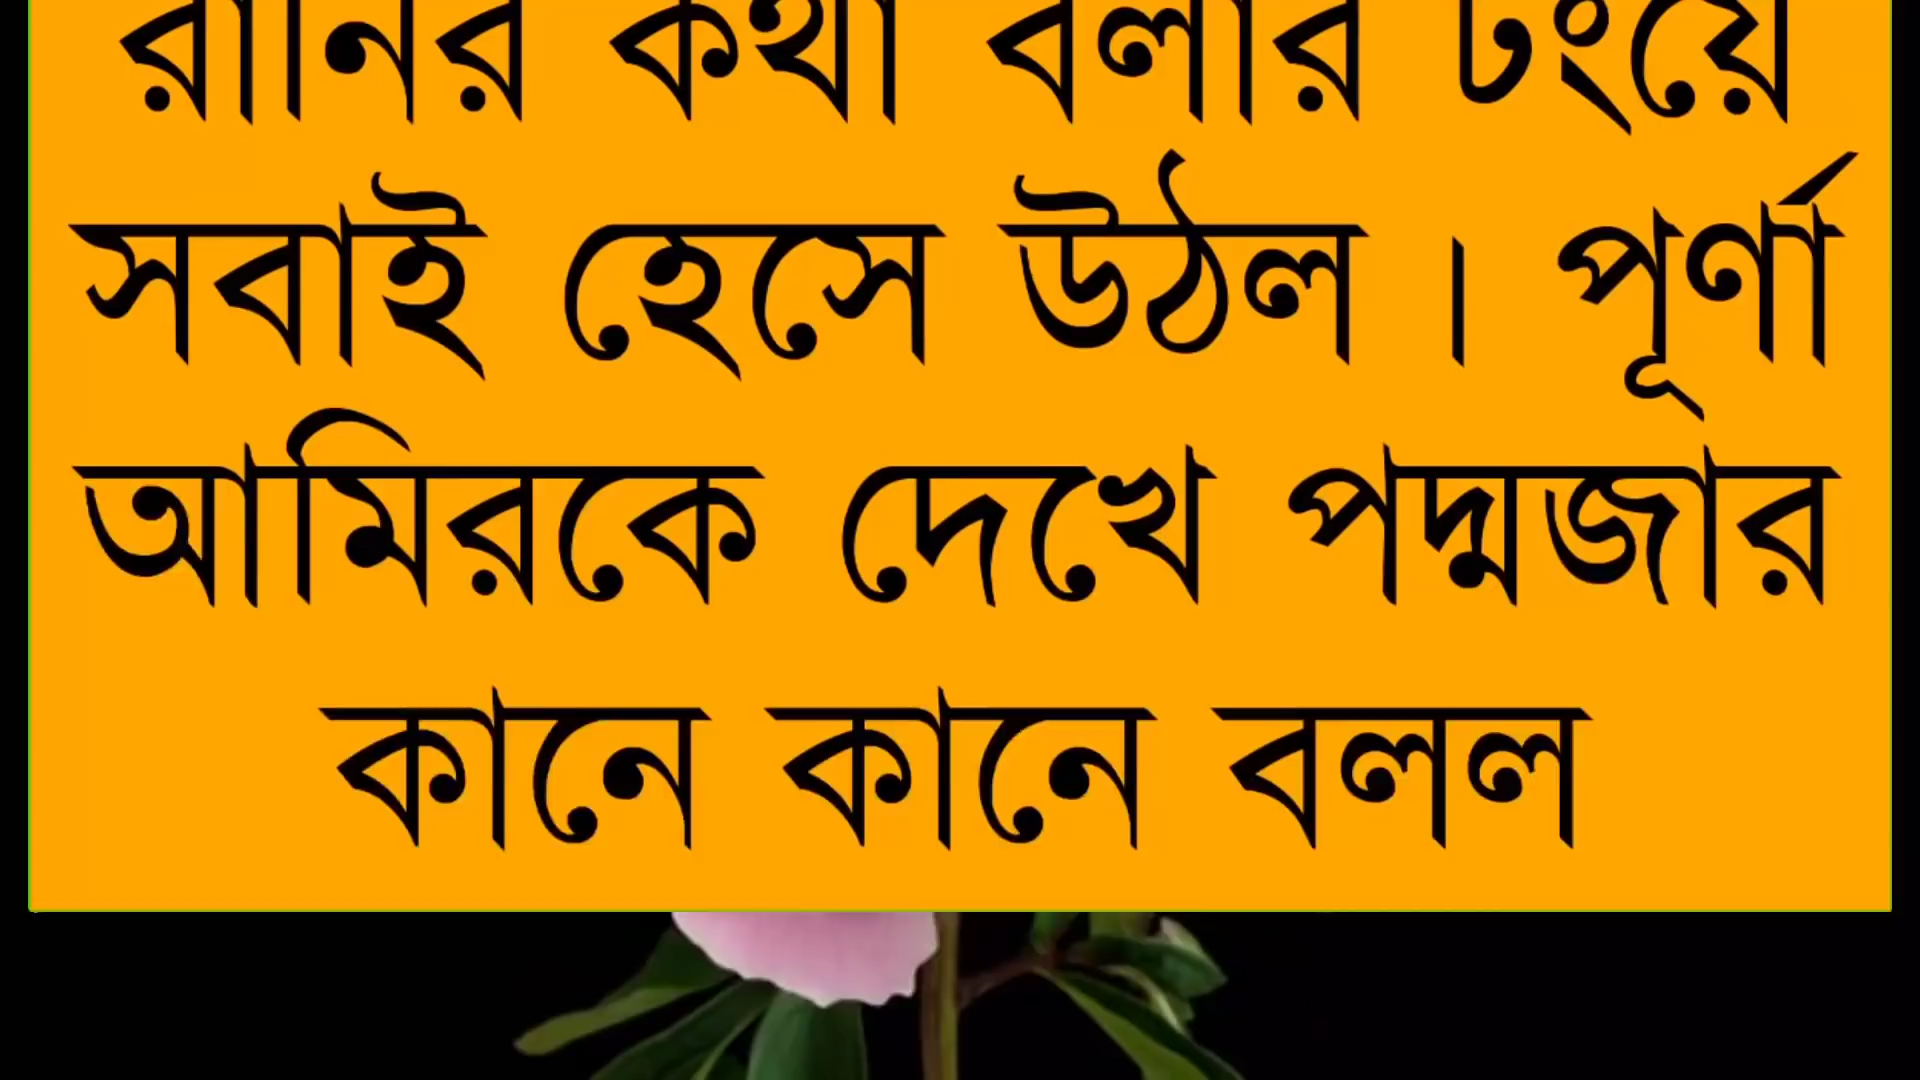 রানির কথা বলার ঢংয়ে
সবাই হেসে উঠল । পূর্ণা
আমিরকে দেখে পদ্মজার
কানে কানে বলল